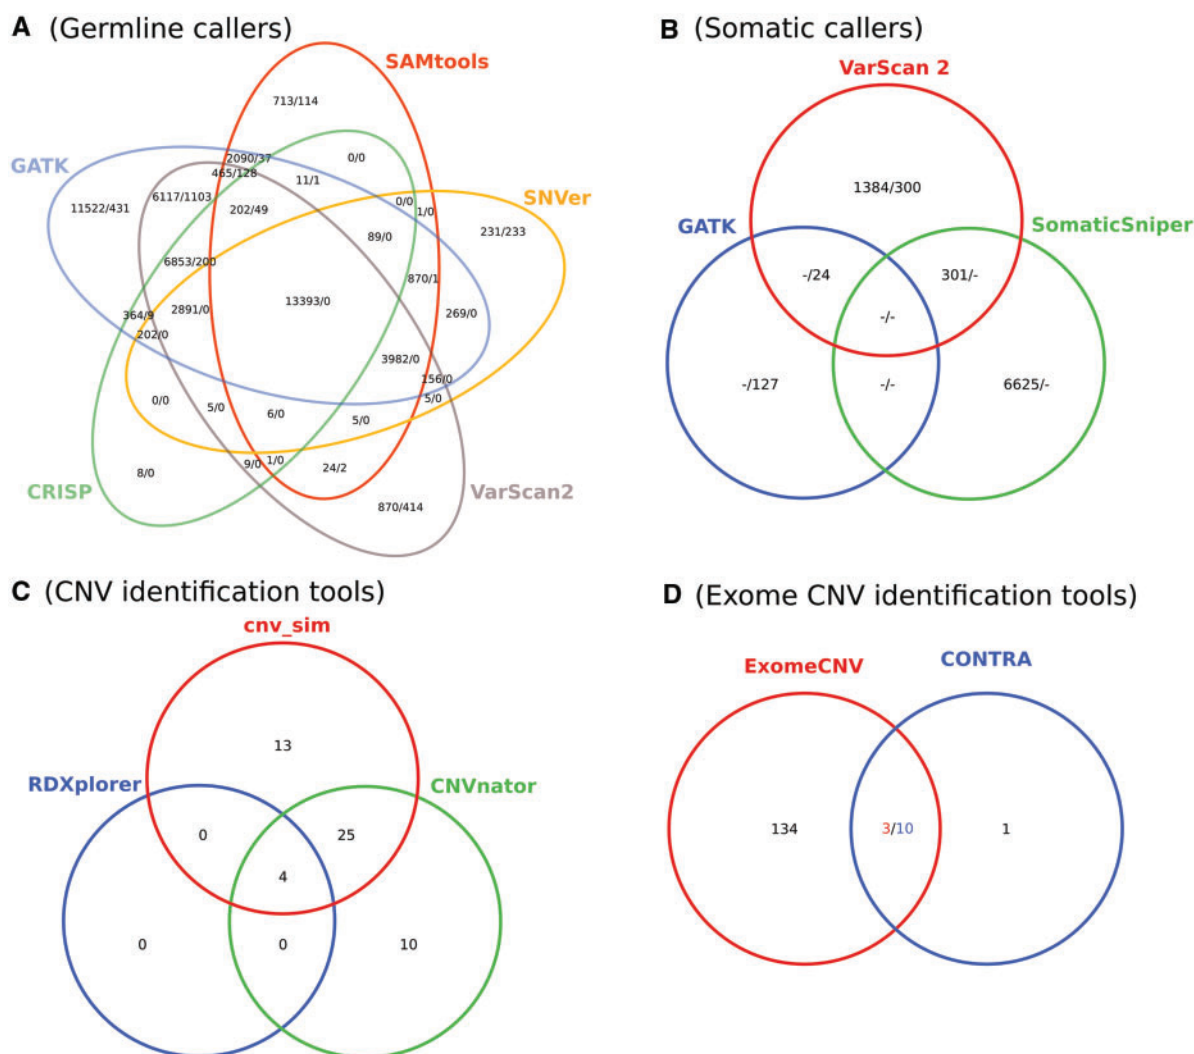 A (Germline callers)
SAMtools
713/114
GATK
2090/37
0/0
465/128
11/1
SNVer
6117/1103
11522/431
202/49
0/0
1/0
231/233
89/0
6853/200
870/1
13393/0
269/0
364/9
2891/0
202/0
3982/0
156/0
5/0
0/0
5/0
6/0
5/0
9/0
1/0
24/2
8/0
CRISP
VarScan2
870/414
B (Somatic callers)
VarScan 2
1384/300
GATK
SomaticSniper
-/24
301/-
-/-
-/127
-/-
6625/-
C (CNV identification tools)
cnv_sim
13
RDXplorer
CNVnator
0
25
4
0
0
10
D (Exome CNV identification tools)
ExomeCNV
CONTRA
134
3/10
1